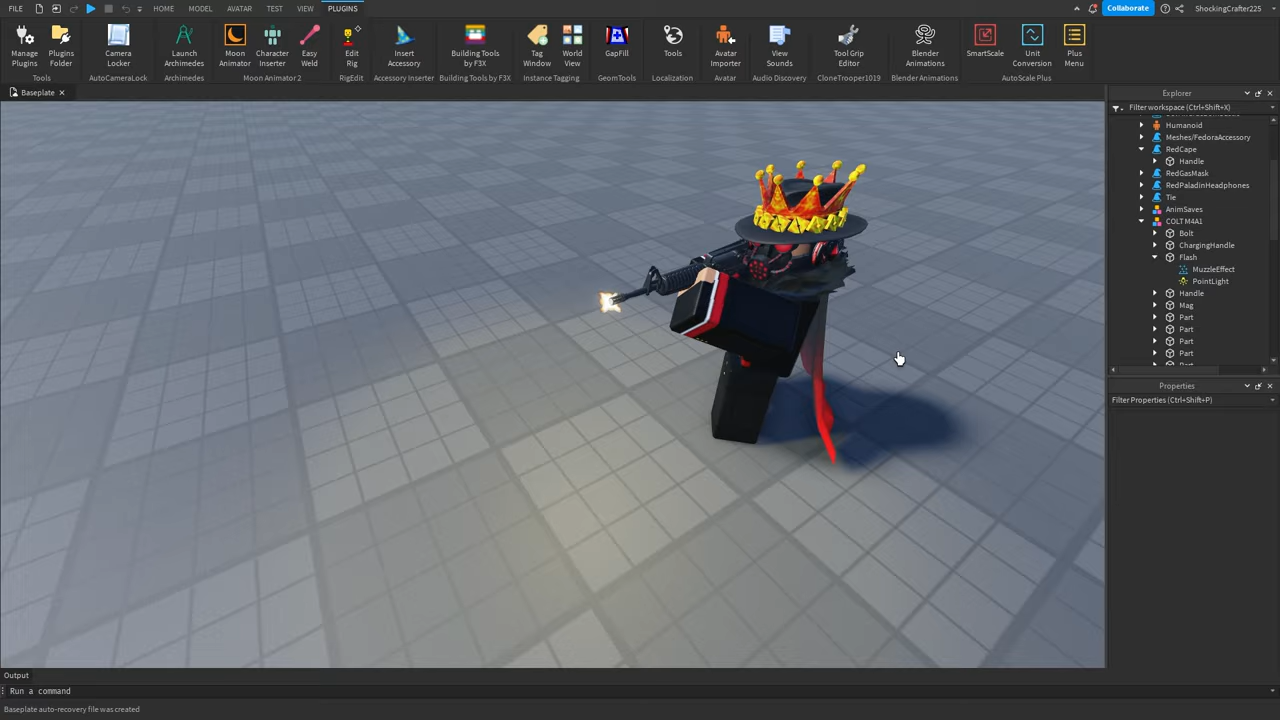 FILE HOME MODEL AVATAR TEST VIEW PLUGINS Collaborate ShockingCrafter225
Manage Plugins
Plugins Folder
Camera Locker
Launch Archimedes
Moon Animator
Character Inserter
Easy Weld
Edit Rig
Insert Accessory
Building Tools by F3X
Tag Window
World View
GapFill
Tools
Avatar Importer
View Sounds
Tool Grip Editor
Blender Animations
SmartScale
Unit Conversion
Plus Menu
Tools AutoCameraLock Archimedes Moon Animator 2 RigEdit Accessory Inserter Building Tools by F3X Instance Tagging GeomTools Localization Avatar Audio Discovery CloneTrooper1019 Blender Animations AutoScale Plus
Baseplate
Explorer
Filter workspace (Ctrl+Shift+X)
Humanoid
Meshes/FedoraAccessory
RedCape
Handle
RedGasMask
RedPaladinHeadphones
Tie
AnimSaves
COLT M4A1
Bolt
ChargingHandle
Flash
MuzzleEffect
PointLight
Handle
Mag
Part
Part
Part
Part
Properties
Filter Properties (Ctrl+Shift+P)
Output
Run a command
Baseplate auto-recovery file was created